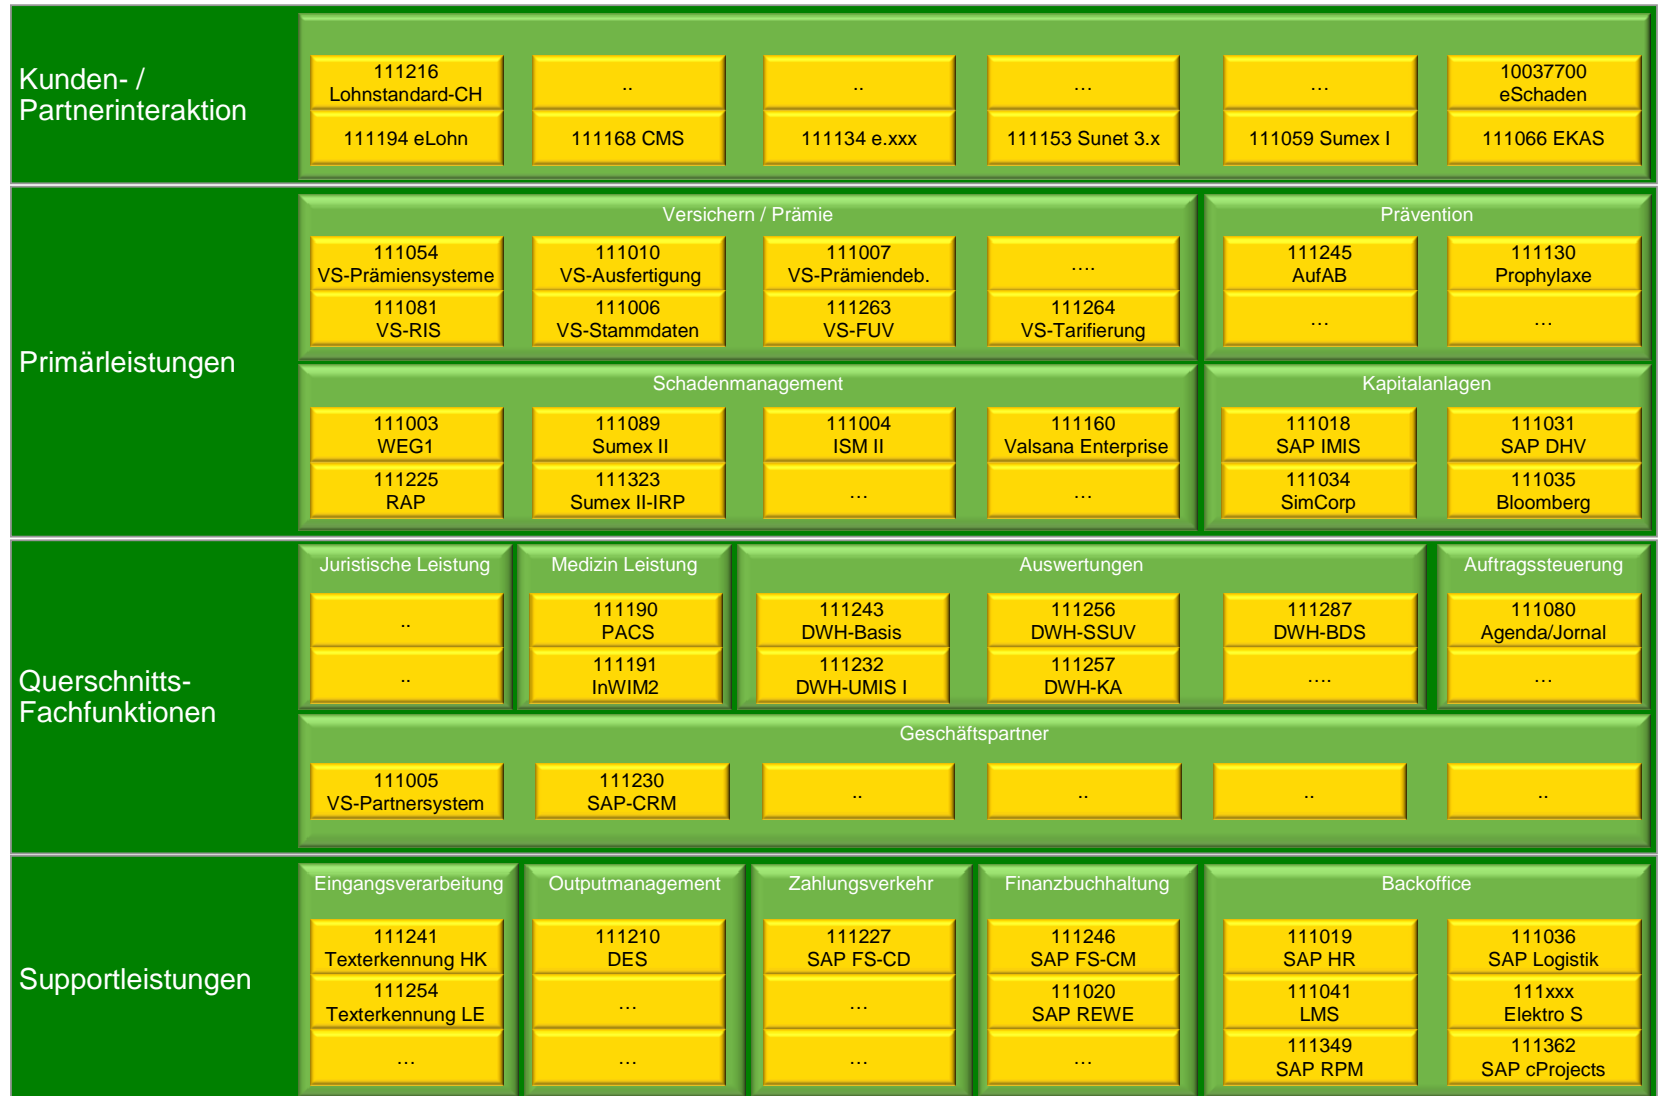 Kunden- /
Partnerinteraktion
111216
Lohnstandard-CH
..
..
...
...
10037700
eSchaden
111194 eLohn
111168 CMS
111134 e.xxx
111153 Sunet 3.x
111059 Sumex I
111066 EKAS
Primärleistungen
Versichern / Prämie
111054
VS-Prämiensysteme
111010
VS-Ausfertigung
111007
VS-Prämiendeb.
....
111081
VS-RIS
111006
VS-Stammdaten
111263
VS-FUV
111264
VS-Tarifierung
Prävention
111245
AufAB
111130
Prophylaxe
...
...
Schadenmanagement
111003
WEG1
111089
Sumex II
111004
ISM II
111160
Valsana Enterprise
111225
RAP
111323
Sumex II-IRP
...
...
Kapitalanlagen
111018
SAP IMIS
111031
SAP DHV
111034
SimCorp
111035
Bloomberg
Querschnitts-
Fachfunktionen
Juristische Leistung
..
..
Medizin Leistung
111190
PACS
111191
InWIM2
Auswertungen
111243
DWH-Basis
111256
DWH-SSUV
111287
DWH-BDS
111232
DWH-UMIS I
111257
DWH-KA
....
Auftragssteuerung
111080
Agenda/Jornal
...
Geschäftspartner
111005
VS-Partnersystem
111230
SAP-CRM
..
..
..
..
Supportleistungen
Eingangsverarbeitung
111241
Texterkennung HK
111254
Texterkennung LE
...
Outputmanagement
111210
DES
...
...
Zahlungsverkehr
111227
SAP FS-CD
...
...
Finanzbuchhaltung
111246
SAP FS-CM
111020
SAP REWE
...
Backoffice
111019
SAP HR
111036
SAP Logistik
111041
LMS
111xxx
Elektro S
111349
SAP RPM
111362
SAP cProjects